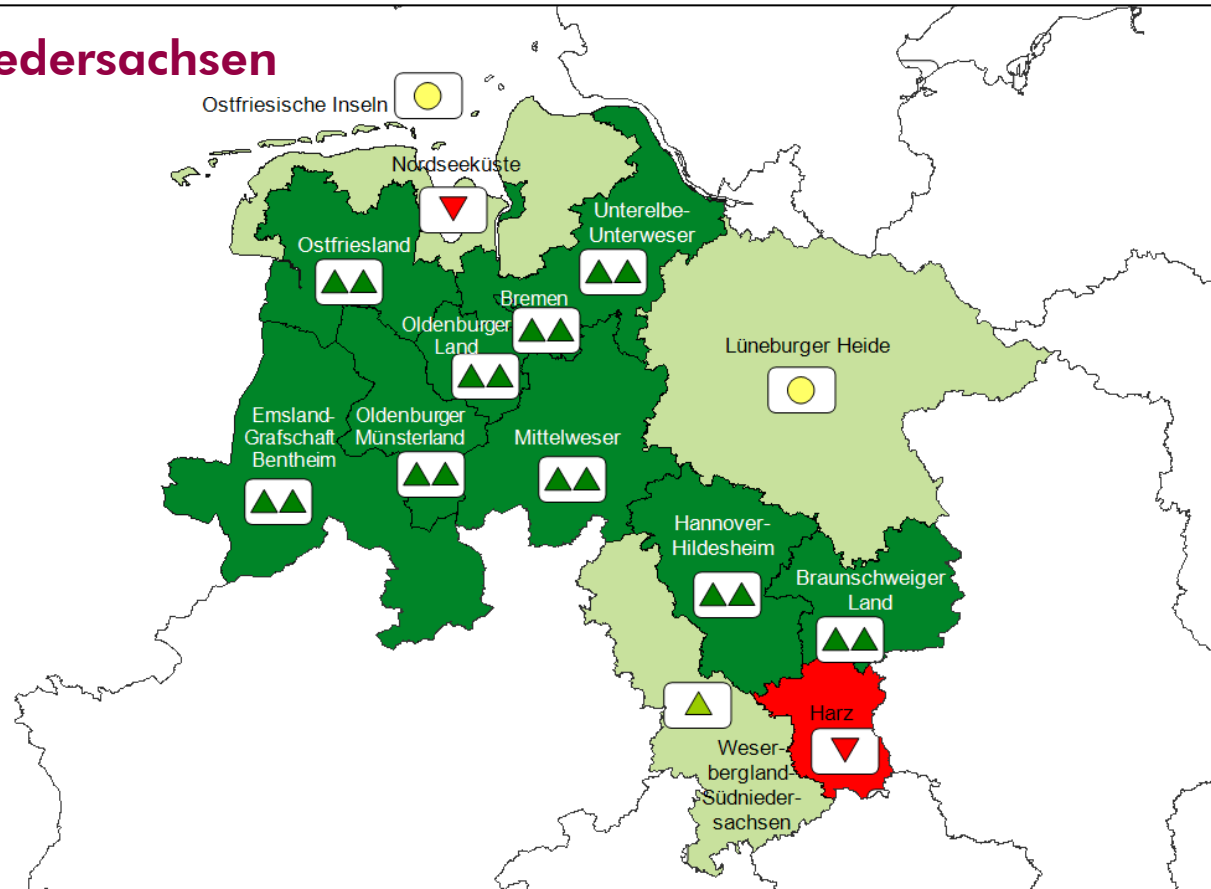 edersachsen
Ostfriesische Inseln
Nordseeküste
Unterelbe-
Unterweser
Ostfriesland
Bremen
Oldenburger
Land
Lüneburger Heide
Emsland-
Grafschaft
Bentheim
Oldenburger
Münsterland
Mittelweser
Hannover-
Hildesheim
Braunschweiger
Land
Harz
Weser-
bergland-
Südnieder-
sachsen